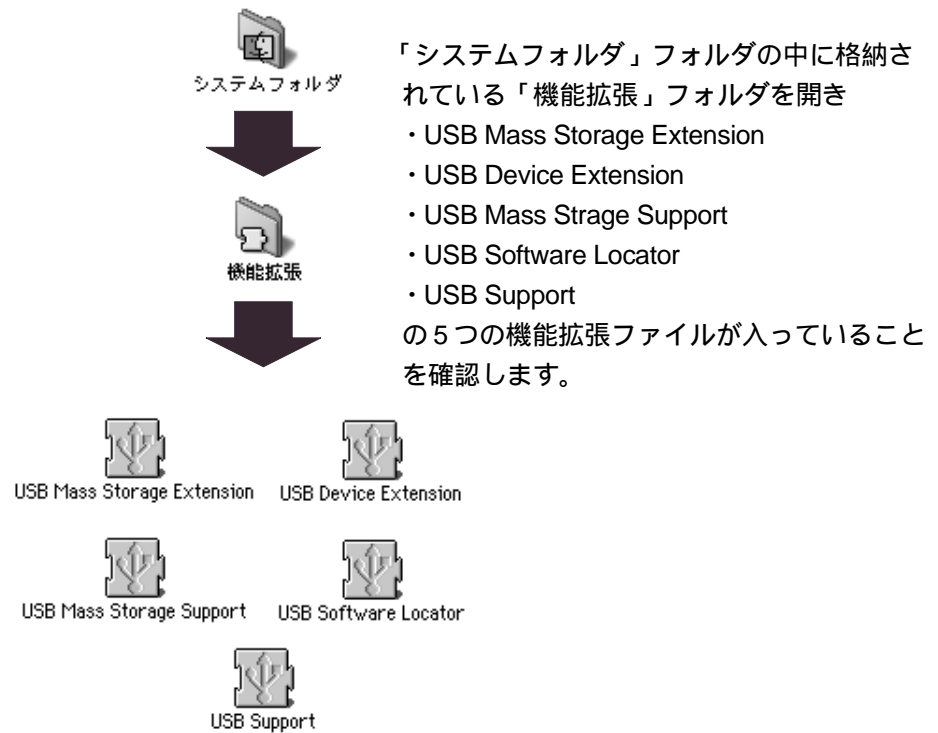 システムフォルダ
機能拡張
「システムフォルダ」フォルダの中に格納さ
れている「機能拡張」フォルダを開き
・USB Mass Storage Extension
・USB Device Extension
・USB Mass Strage Support
・USB Software Locator
・USB Support
の５つの機能拡張ファイルが入っていること
を確認します。
USB Mass Storage Extension
USB Device Extension
USB Mass Storage Support
USB Software Locator
USB Support